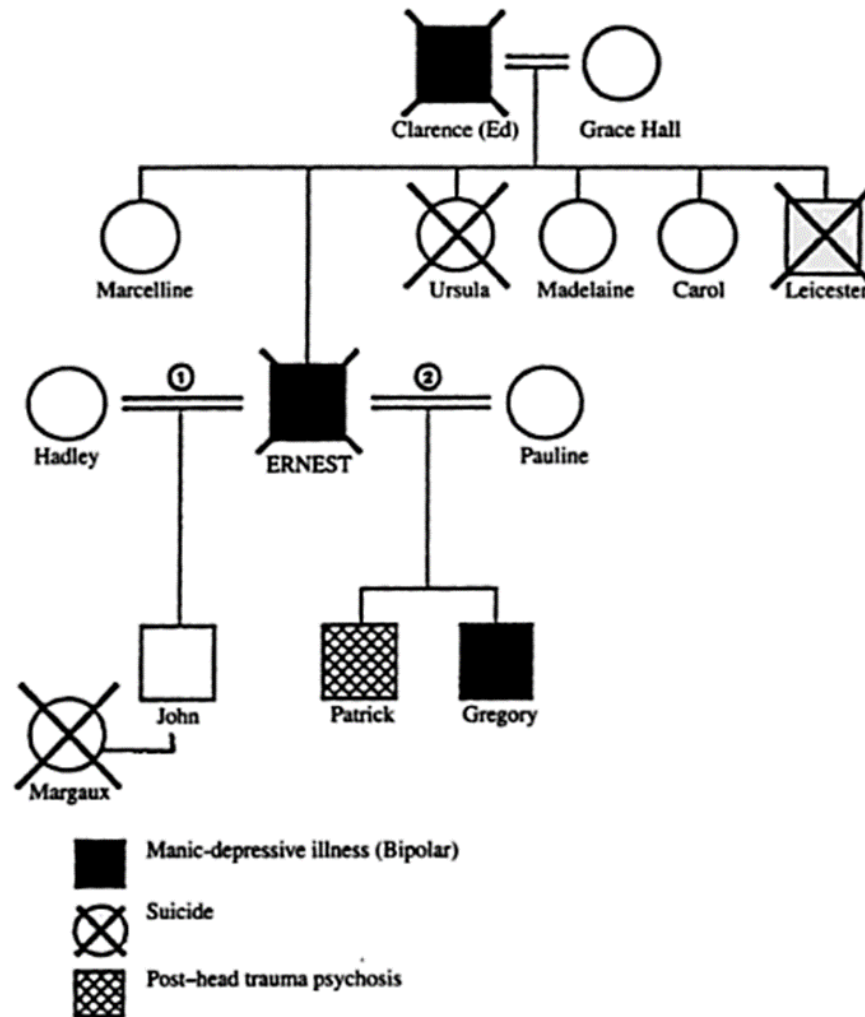 Clarence (Ed) Grace Hall
Marcelline Ursula Madelaine Carol Leicester
① ②
Hadley ERNEST Pauline
John Patrick Gregory
Margaux
Manic-depressive illness (Bipolar)
Suicide
Post–head trauma psychosis